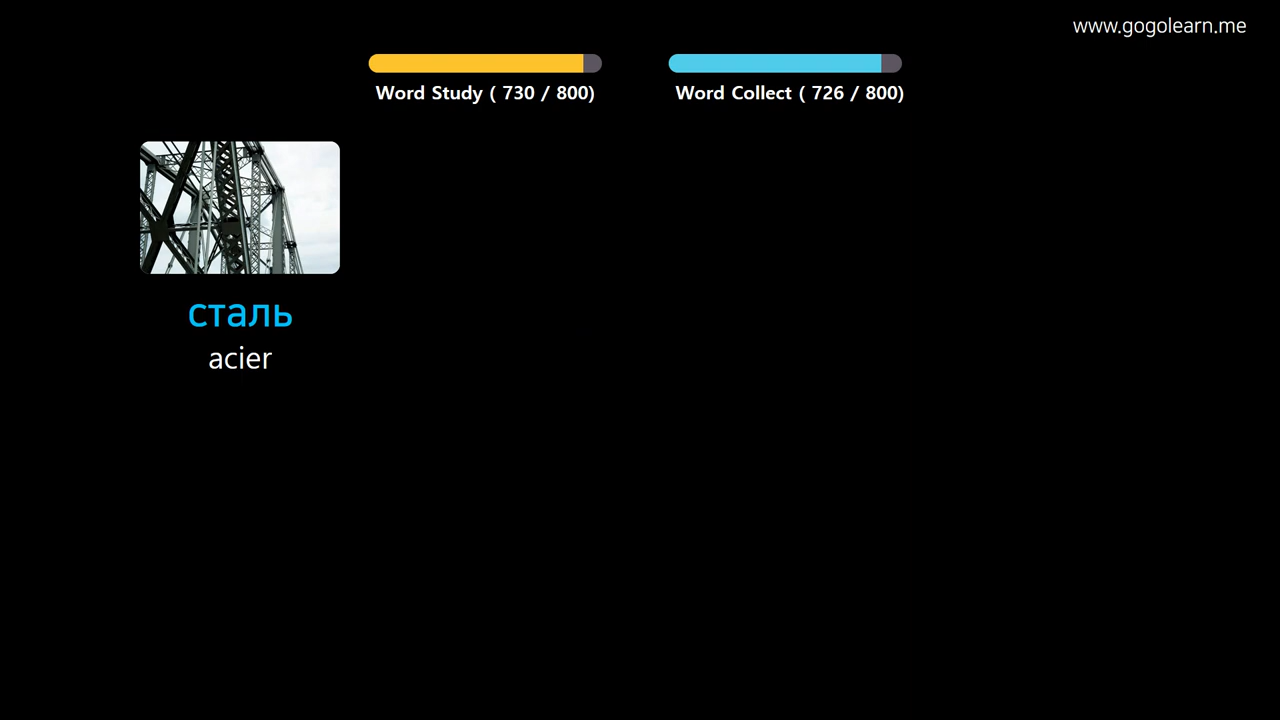 www.gogolearn.me
Word Study ( 730 / 800)
Word Collect ( 726 / 800)
сталь
acier